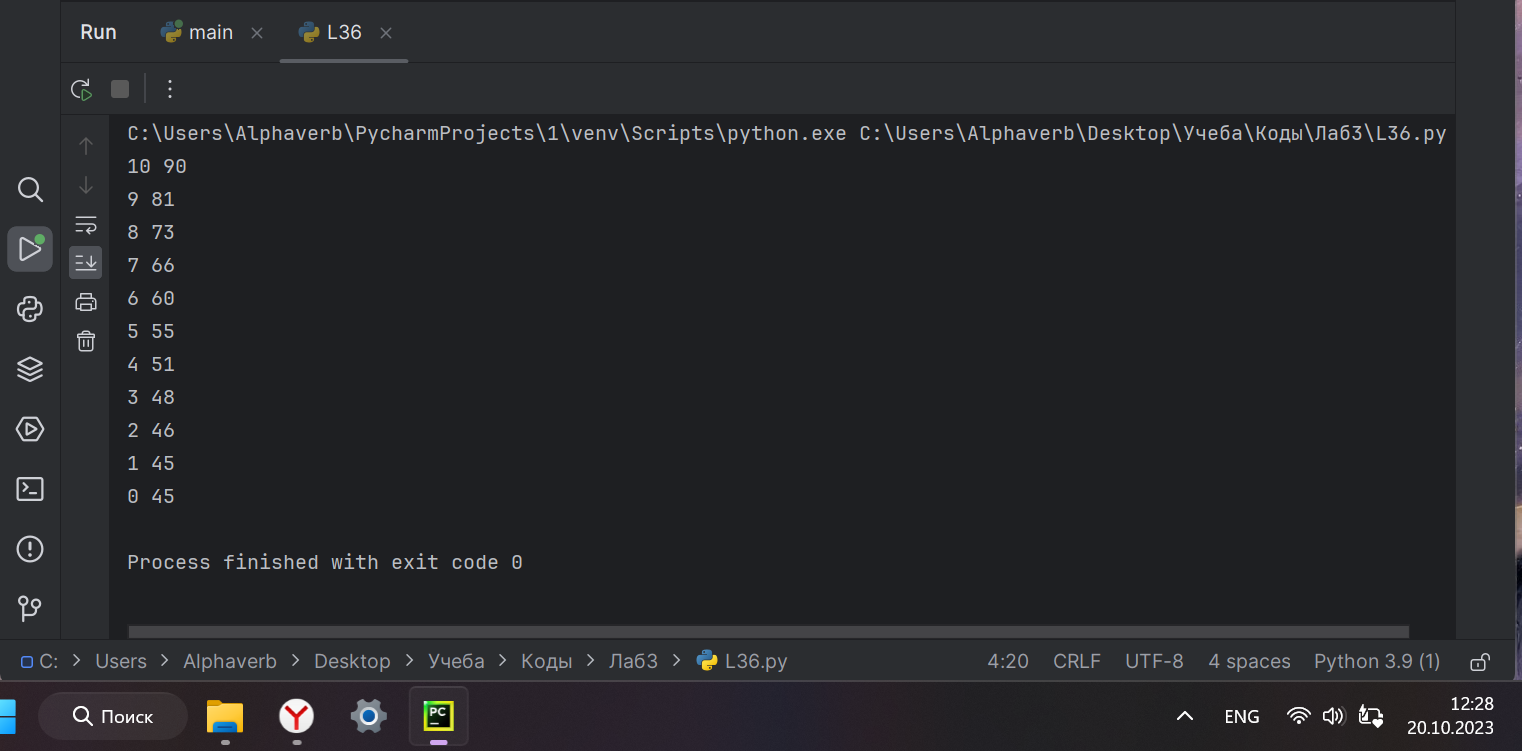 Run main L36
C:\Users\Alphaverb\PycharmProjects\1\venv\Scripts\python.exe C:\Users\Alphaverb\Desktop\Учеба\Коды\Лаб3\L36.py
10 90
9 81
8 73
7 66
6 60
5 55
4 51
3 48
2 46
1 45
0 45
Process finished with exit code 0
C: > Users > Alphaverb > Desktop > Учеба > Коды > Лаб3 > L36.py 4:20 CRLF UTF-8 4 spaces Python 3.9 (1)
Поиск PC ENG 12:28
20.10.2023